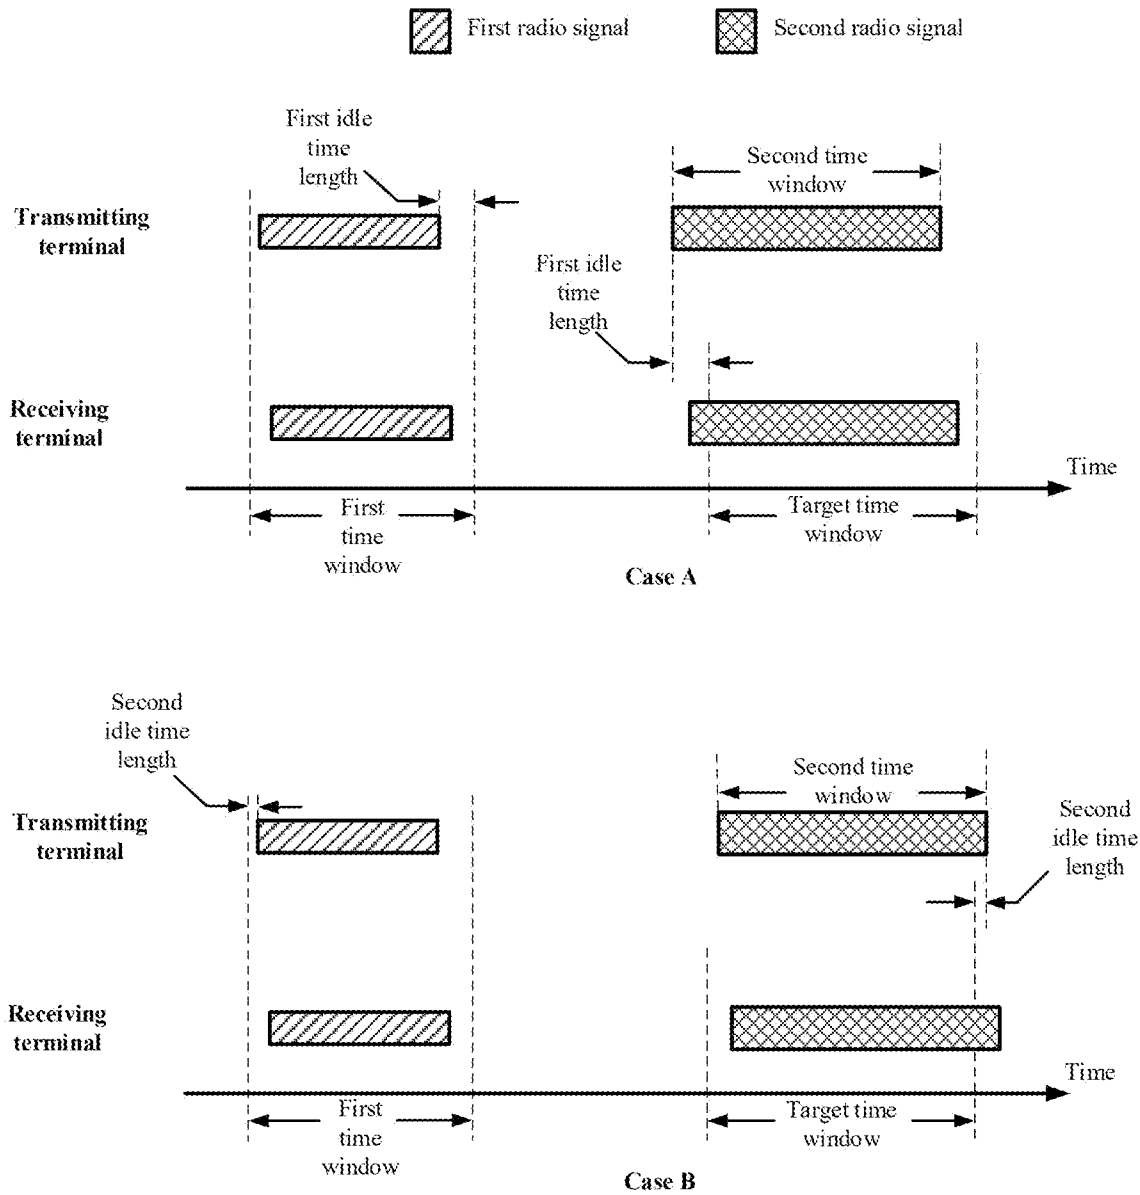 First radio signal
Second radio signal
First idle
time
length
Second time
window
Transmitting
terminal
First idle
time
length
Receiving
terminal
Time
First
time
window
Target time
window
Case A
Second
idle time
length
Second time
window
Transmitting
terminal
Second
idle time
length
Receiving
terminal
Time
First
time
window
Target time
window
Case B